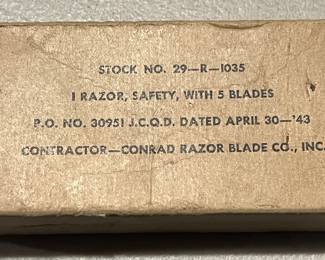 STOCK NO. 29—R—1035
1 RAZOR, SAFETY, WITH 5 BLADES
P.O. NO. 30951 J.C.Q.D. DATED APRIL 30—'43
CONTRACTOR—CONRAD RAZOR BLADE CO., INC.